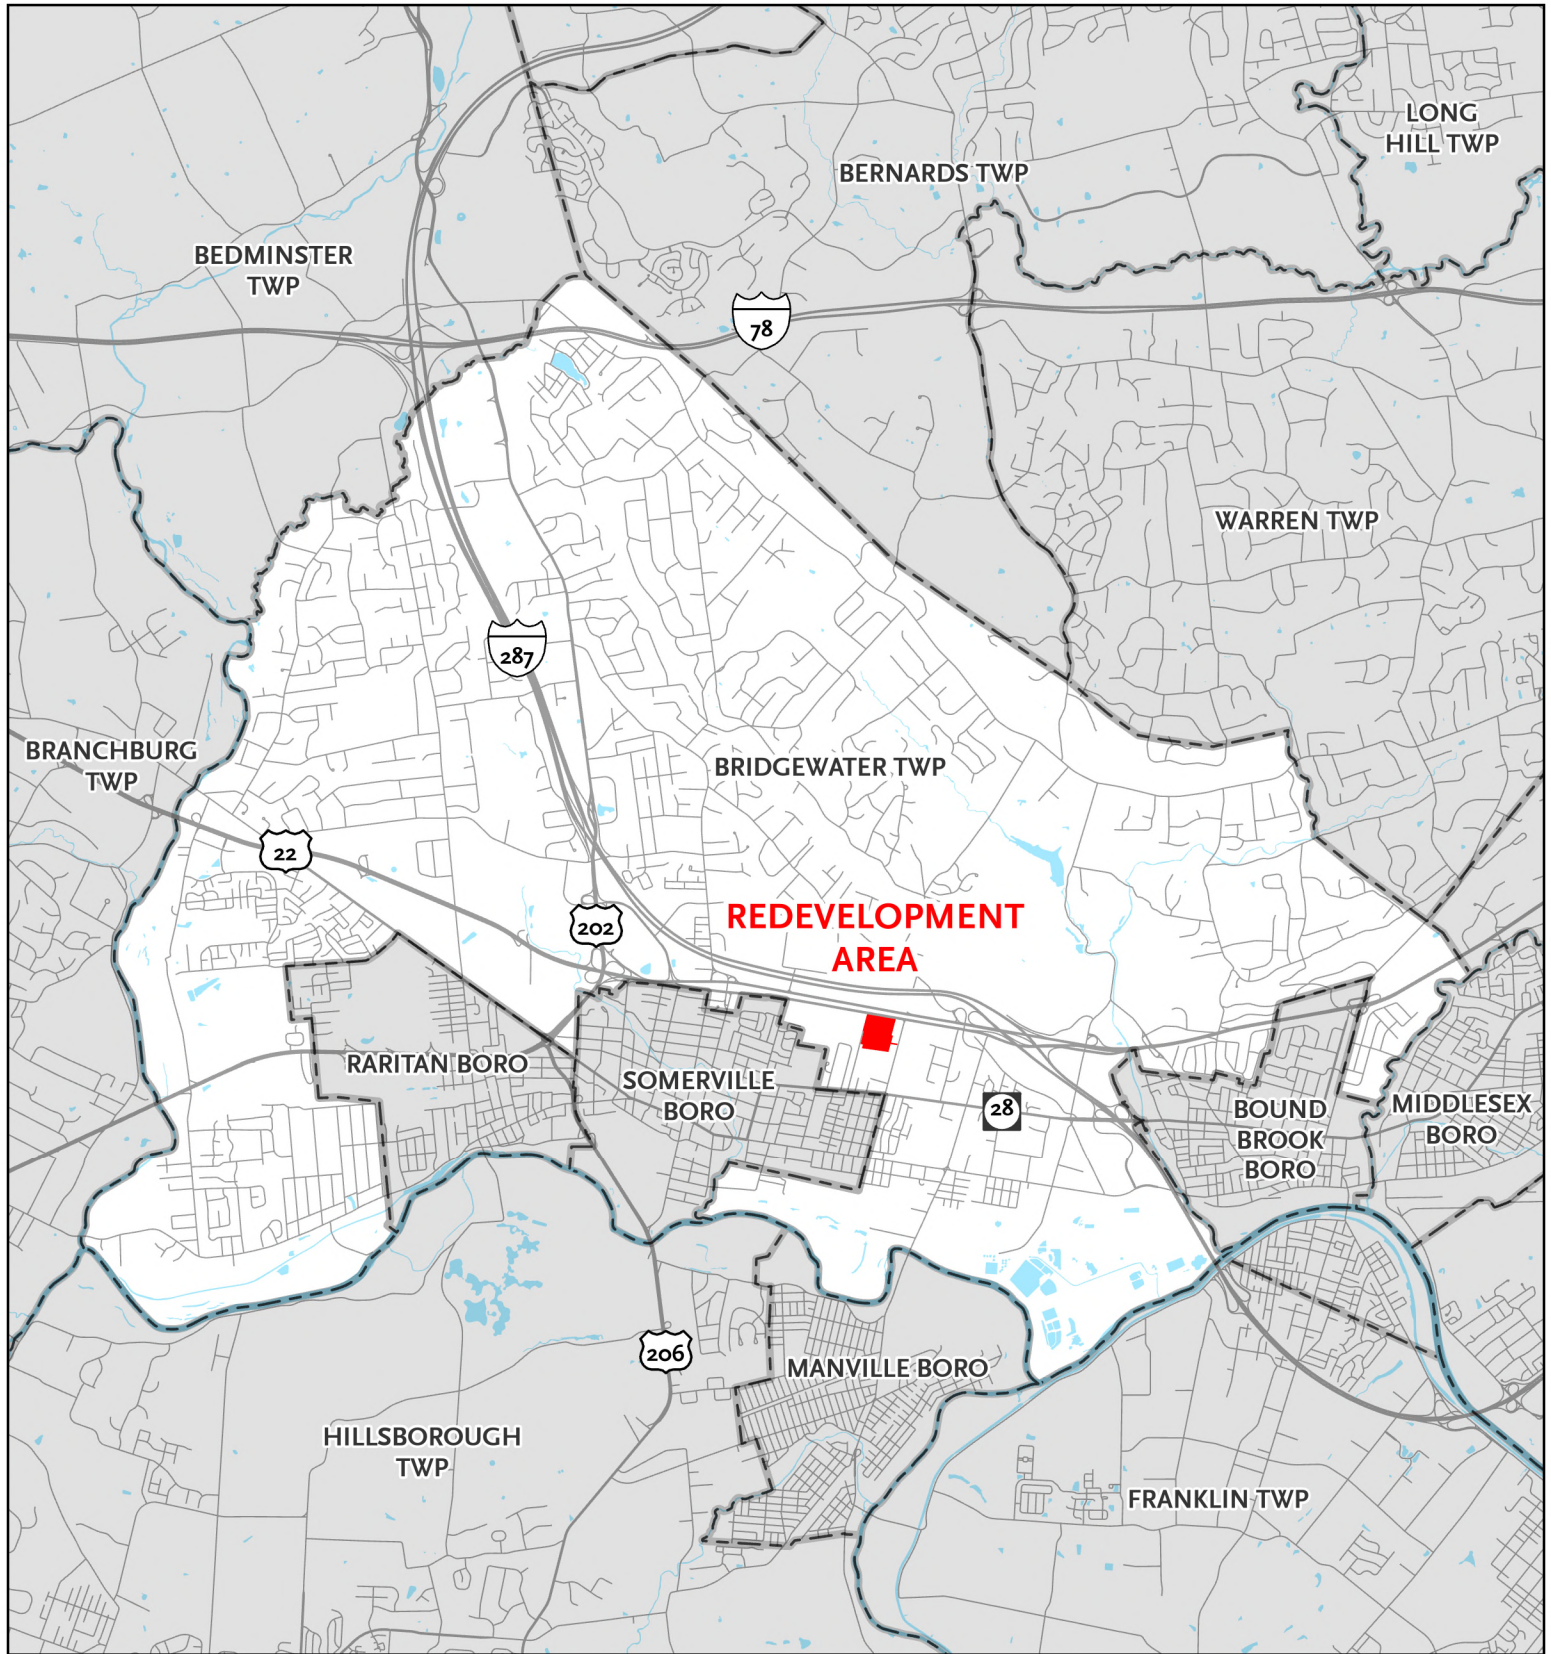 LONG
HILL TWP
BERNARDS TWP
BEDMINSTER
TWP
78
WARREN TWP
287
BRANCHBURG
TWP
BRIDGEWATER TWP
22
202
REDEVELOPMENT
AREA
RARITAN BORO
SOMERVILLE
BORO
28
BOUND
BROOK
BORO
MIDDLESEX
BORO
206
MANVILLE BORO
HILLSBOROUGH
TWP
FRANKLIN TWP